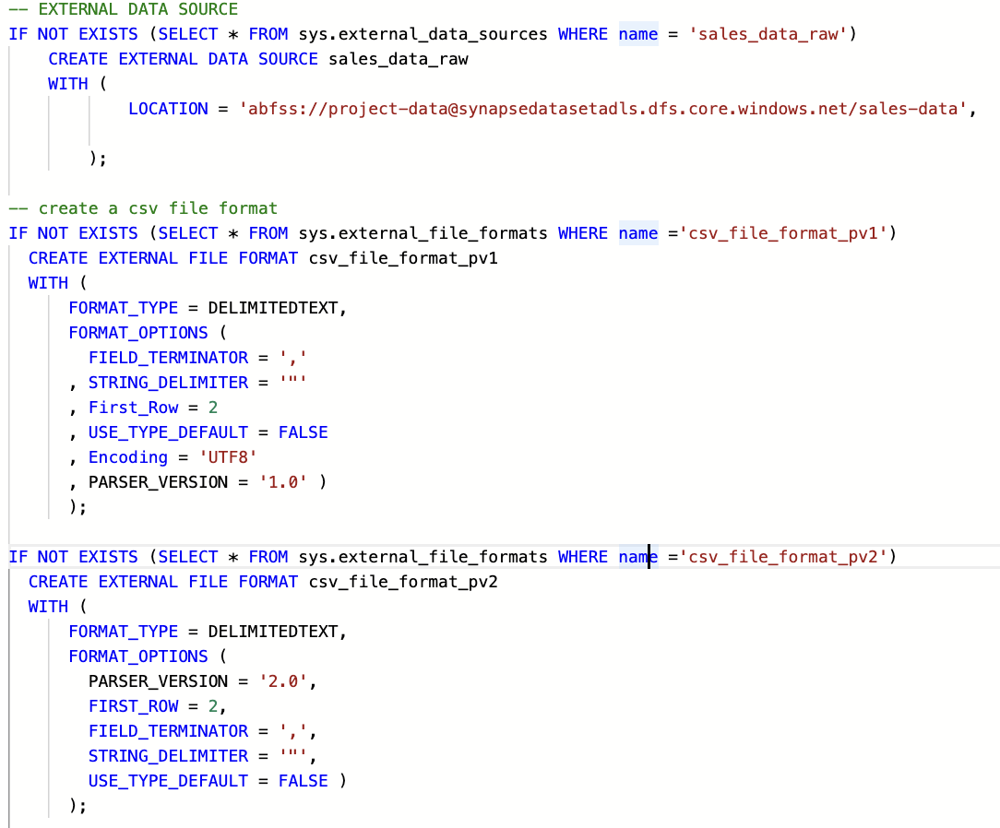 -- EXTERNAL DATA SOURCE
IF NOT EXISTS (SELECT * FROM sys.external_data_sources WHERE name = 'sales_data_raw')
    CREATE EXTERNAL DATA SOURCE sales_data_raw
    WITH (
            LOCATION = 'abfss://project-data@synapsedatasetadls.dfs.core.windows.net/sales-data',
        );
-- create a csv file format
IF NOT EXISTS (SELECT * FROM sys.external_file_formats WHERE name ='csv_file_format_pv1')
  CREATE EXTERNAL FILE FORMAT csv_file_format_pv1
  WITH (
      FORMAT_TYPE = DELIMITEDTEXT,
      FORMAT_OPTIONS (
        FIELD_TERMINATOR = ','
      , STRING_DELIMITER = '"'
      , First_Row = 2
      , USE_TYPE_DEFAULT = FALSE
      , Encoding = 'UTF8'
      , PARSER_VERSION = '1.0' )
      );
IF NOT EXISTS (SELECT * FROM sys.external_file_formats WHERE name ='csv_file_format_pv2')
  CREATE EXTERNAL FILE FORMAT csv_file_format_pv2
  WITH (
      FORMAT_TYPE = DELIMITEDTEXT,
      FORMAT_OPTIONS (
        PARSER_VERSION = '2.0',
        FIRST_ROW = 2,
        FIELD_TERMINATOR = ',',
        STRING_DELIMITER = '"',
        USE_TYPE_DEFAULT = FALSE )
      );